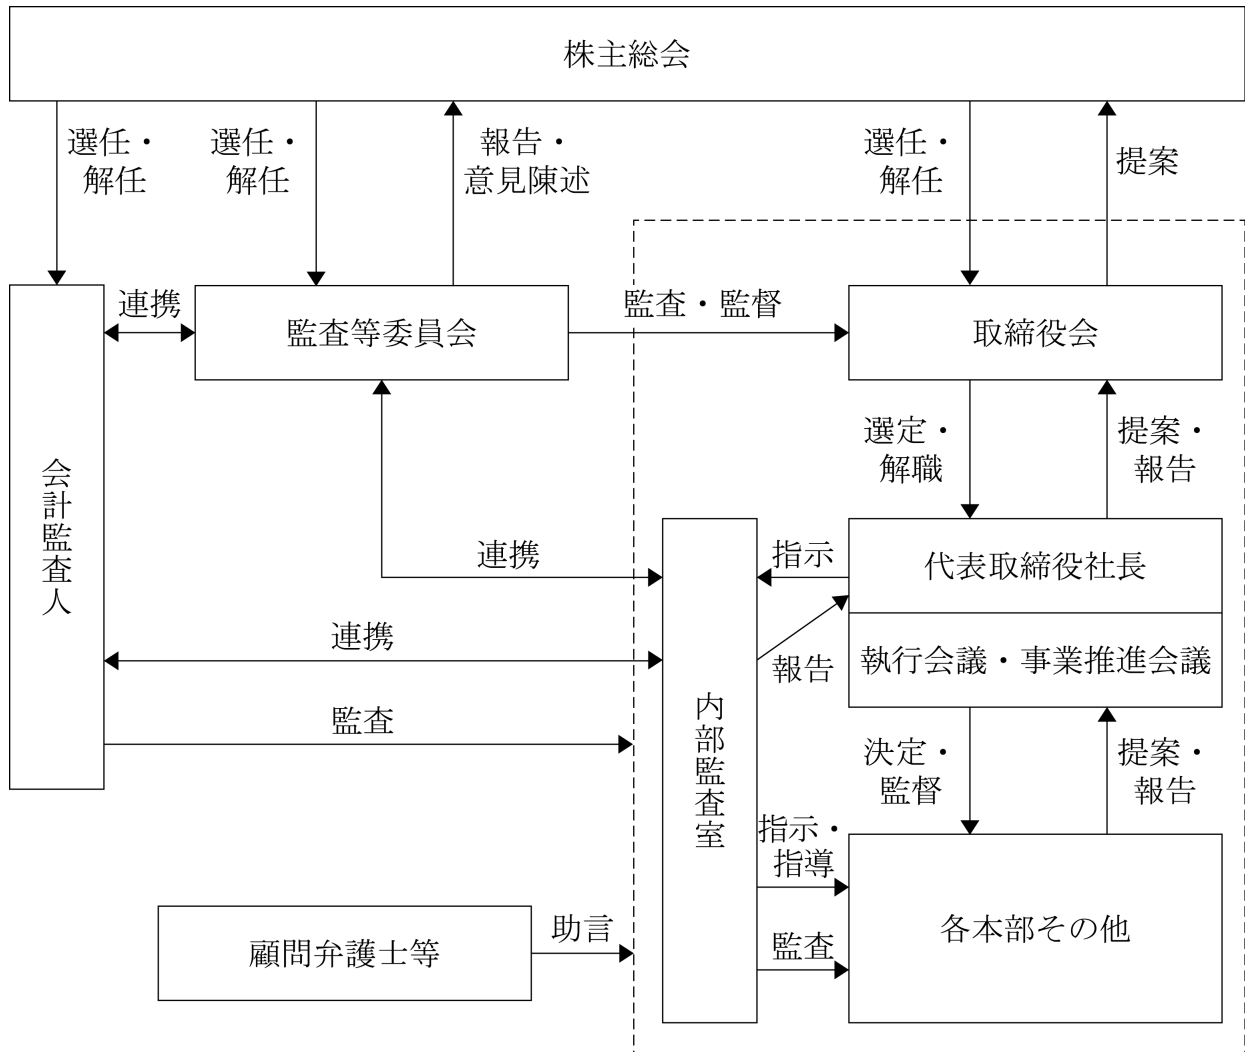 株主総会
選任・
解任
選任・
解任
報告・
意見陳述
選任・
解任
提案
連携
監査等委員会
監査・監督
取締役会
会計監査人
選定・
解職
提案・
報告
連携
指示
代表取締役社長
連携
報告
執行会議・事業推進会議
監査
内部監査室
決定・
監督
提案・
報告
指示・
指導
顧問弁護士等
助言
監査
各本部その他